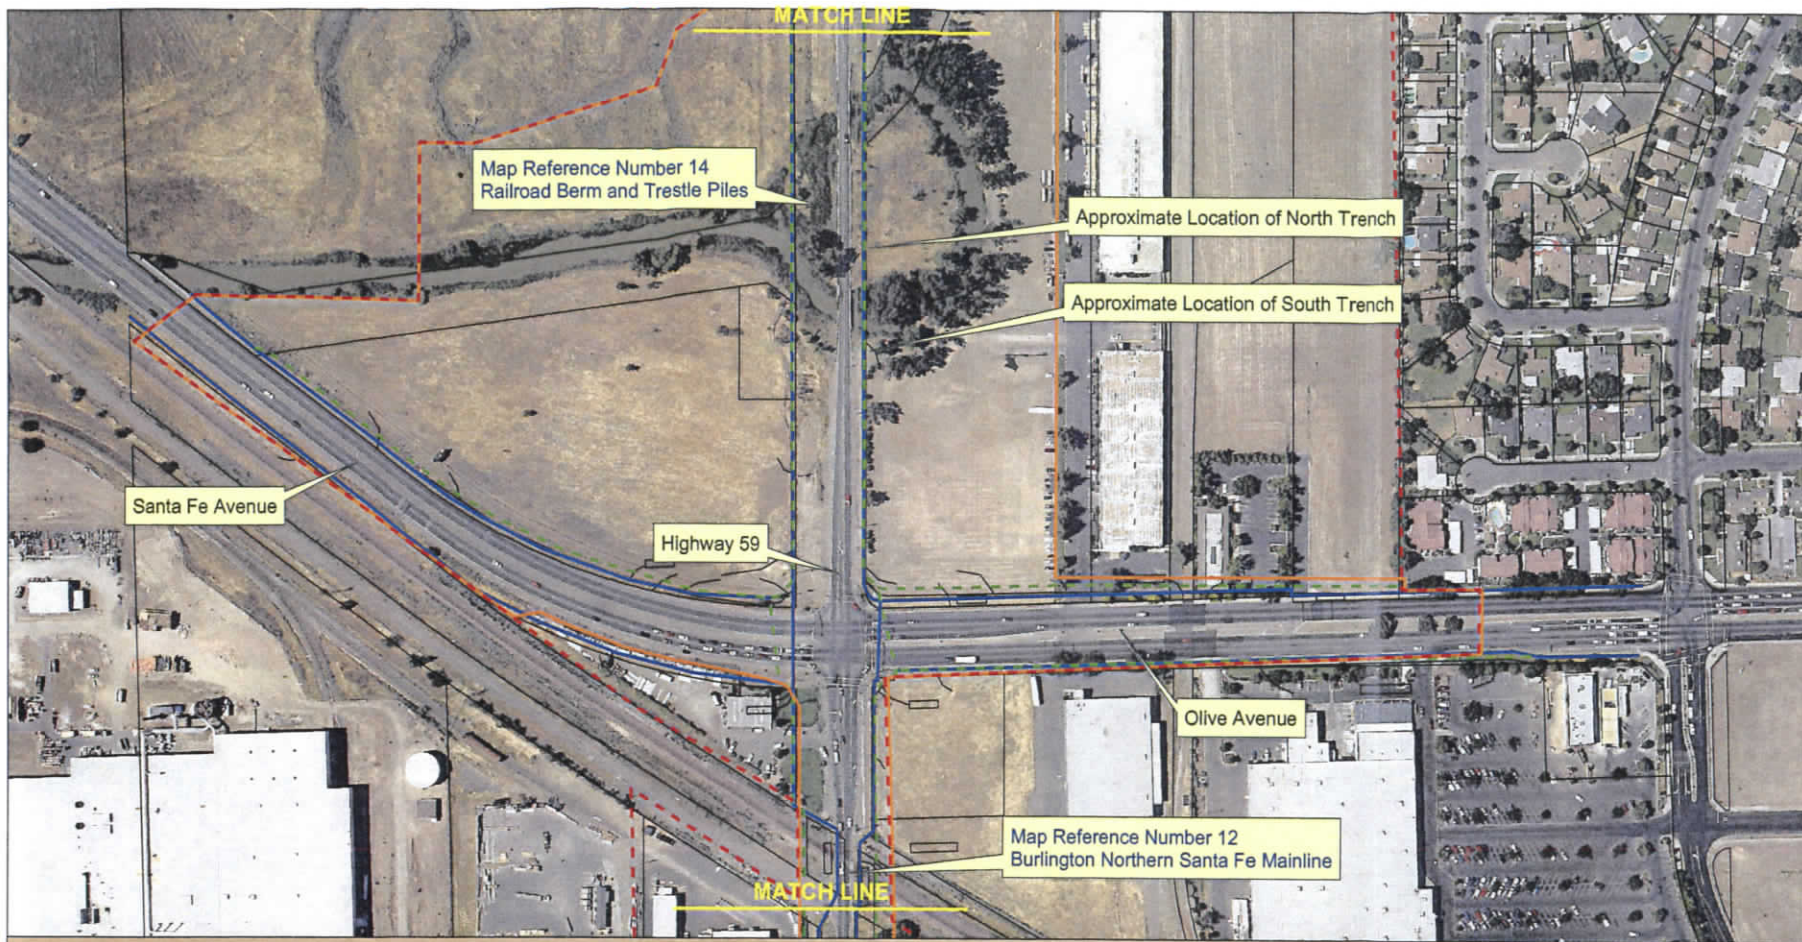 MATCH LINE
Map Reference Number 14
Railroad Berm and Trestle Piles
Approximate Location of North Trench
Approximate Location of South Trench
Santa Fe Avenue
Highway 59
Olive Avenue
Map Reference Number 12
Burlington Northern Santa Fe Mainline
MATCH LINE